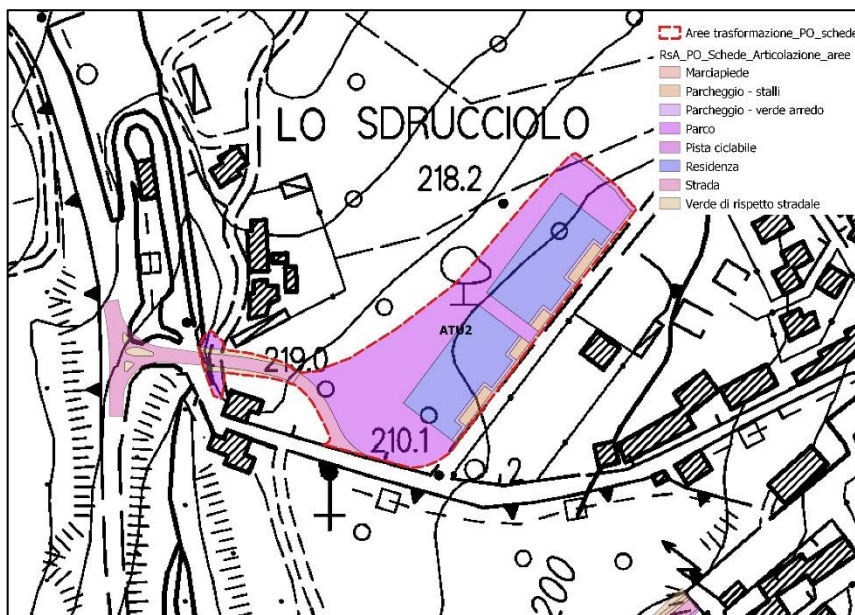 Aree trasformazione_PO_schede
RsA_PO_Schede_Articolazione_aree
Marciapiede
Parcheggio - stalli
Parcheggio - verde arredo
Parco
Pista ciclabile
Residenza
Strada
Verde di rispetto stradale
LO SDRUCCIOLO
218.2
ATU2
219.0
210.1
200